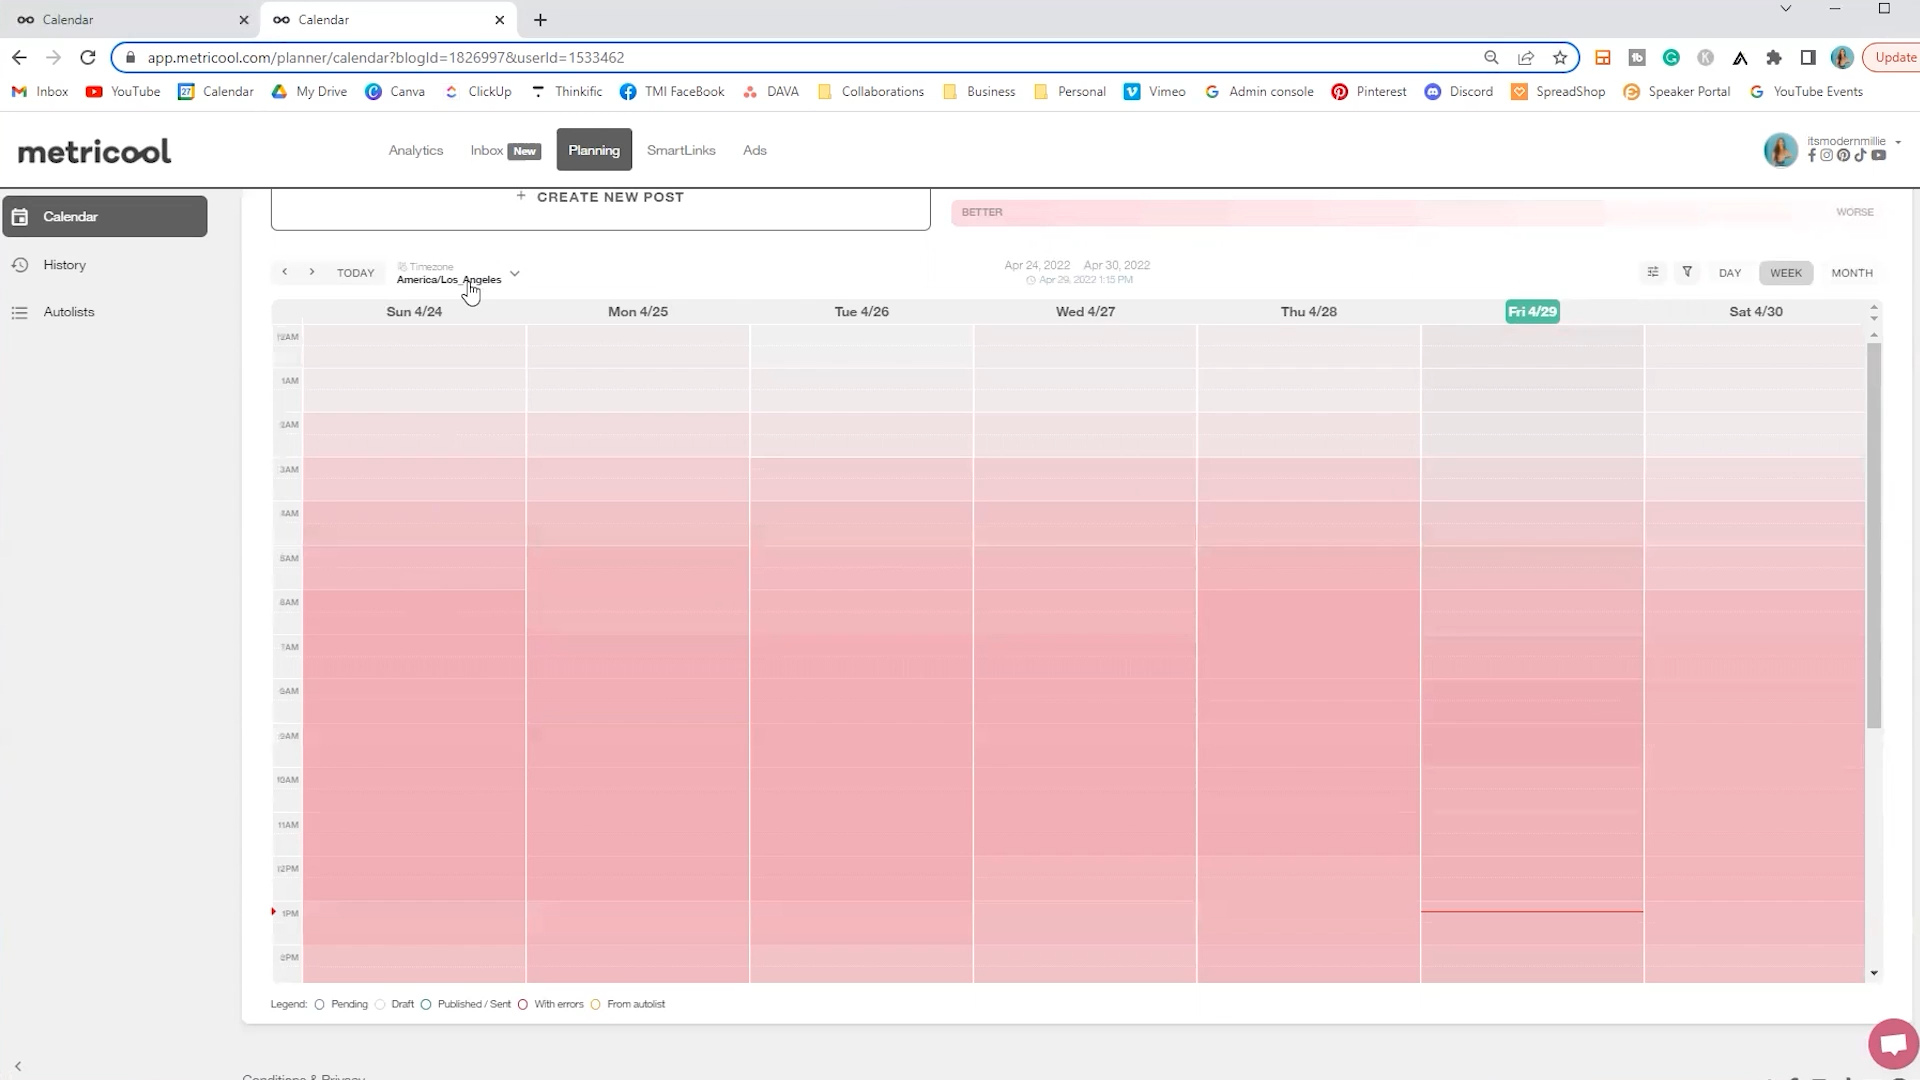 Calendar
Calendar
app.metricool.com/planner/calendar?blogId=1826997&userId=1533462
Update
Inbox
YouTube
Calendar
My Drive
Canva
ClickUp
Thinkific
TMI FaceBook
DAVA
Collaborations
Business
Personal
Vimeo
Admin console
Pinterest
Discord
SpreadShop
Speaker Portal
YouTube Events
metricool
Analytics
Inbox New
Planning
SmartLinks
Ads
itsmodernmillie
Calendar
History
Autolists
+ CREATE NEW POST
BETTER
WORSE
TODAY
Timezone
America/Los_Angeles
Apr 24, 2022 Apr 30, 2022
Apr 29, 2022 1:15 PM
DAY
WEEK
MONTH
Sun 4/24
Mon 4/25
Tue 4/26
Wed 4/27
Thu 4/28
Fri 4/29
Sat 4/30
12AM
1AM
2AM
3AM
4AM
5AM
6AM
7AM
8AM
9AM
10AM
11AM
12PM
1PM
2PM
Legend: Pending Draft Published / Sent With errors From autolist
Conditions & Privacy